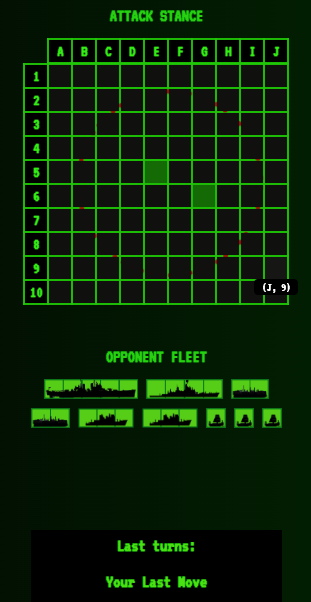 ATTACK STANCE
A B C D E F G H I J
1
2
3
4
5
6
7
8
9
(J, 9)
10
OPPONENT FLEET
Last turns:
Your Last Move